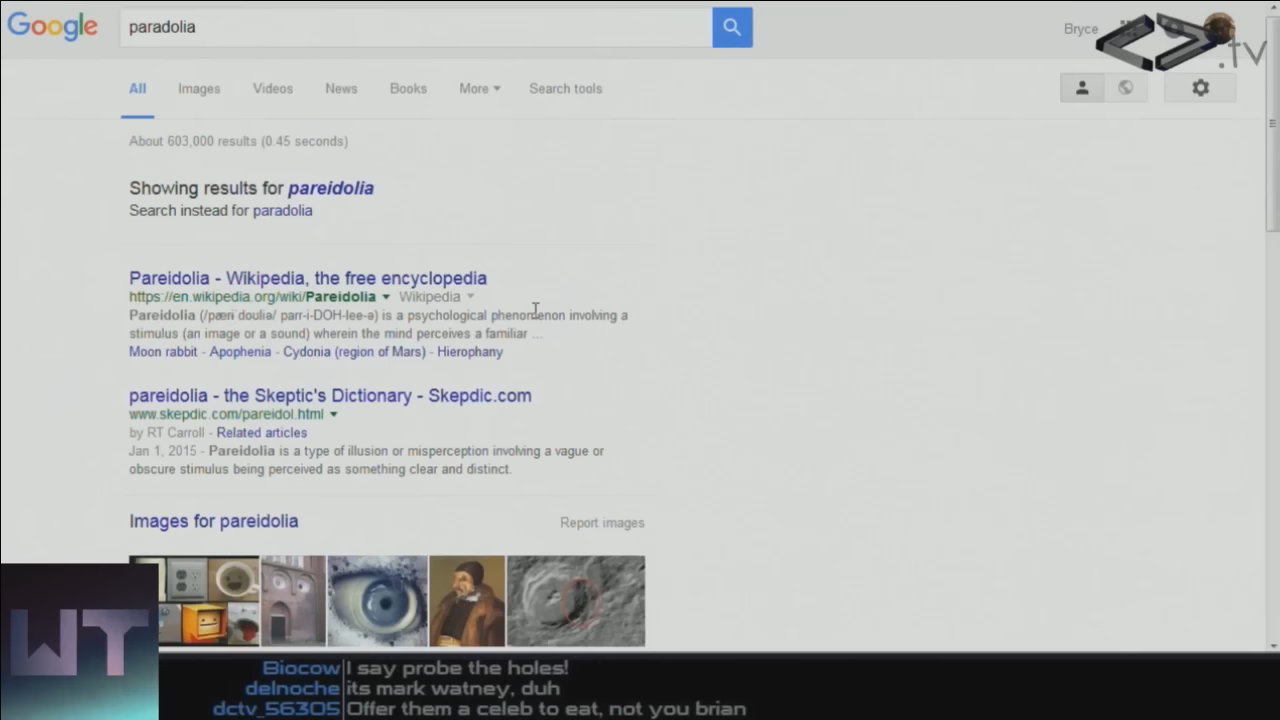 Google
paradolia
Bryce
<>.tv
All Images Videos News Books More Search tools
About 603,000 results (0.45 seconds)
Showing results for pareidolia
Search instead for paradolia
Pareidolia - Wikipedia, the free encyclopedia
https://en.wikipedia.org/wiki/Pareidolia Wikipedia
Pareidolia (/pæriˈdoʊliə/ parr-i-DOH-lee-ə) is a psychological phenomenon involving a
stimulus (an image or a sound) wherein the mind perceives a familiar ...
Moon rabbit - Apophenia - Cydonia (region of Mars) - Hierophany
pareidolia - the Skeptic's Dictionary - Skepdic.com
www.skepdic.com/pareidol.html
by RT Carroll - Related articles
Jan 1, 2015 - Pareidolia is a type of illusion or misperception involving a vague or
obscure stimulus being perceived as something clear and distinct.
Images for pareidolia
Report images
WT
Biocow I say probe the holes!
delnoche its mark watney, duh
dctv_56305 Offer them a celeb to eat, not you brian